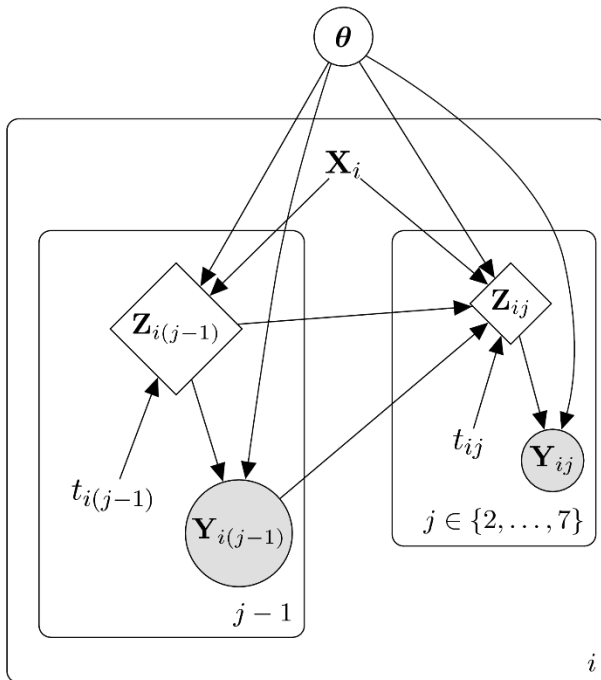 θ
X_i
Z_{i(j−1)}
Z_{ij}
t_{i(j−1)}
t_{ij}
Y_{ij}
Y_{i(j−1)}
j ∈ {2, . . . , 7}
j − 1
i